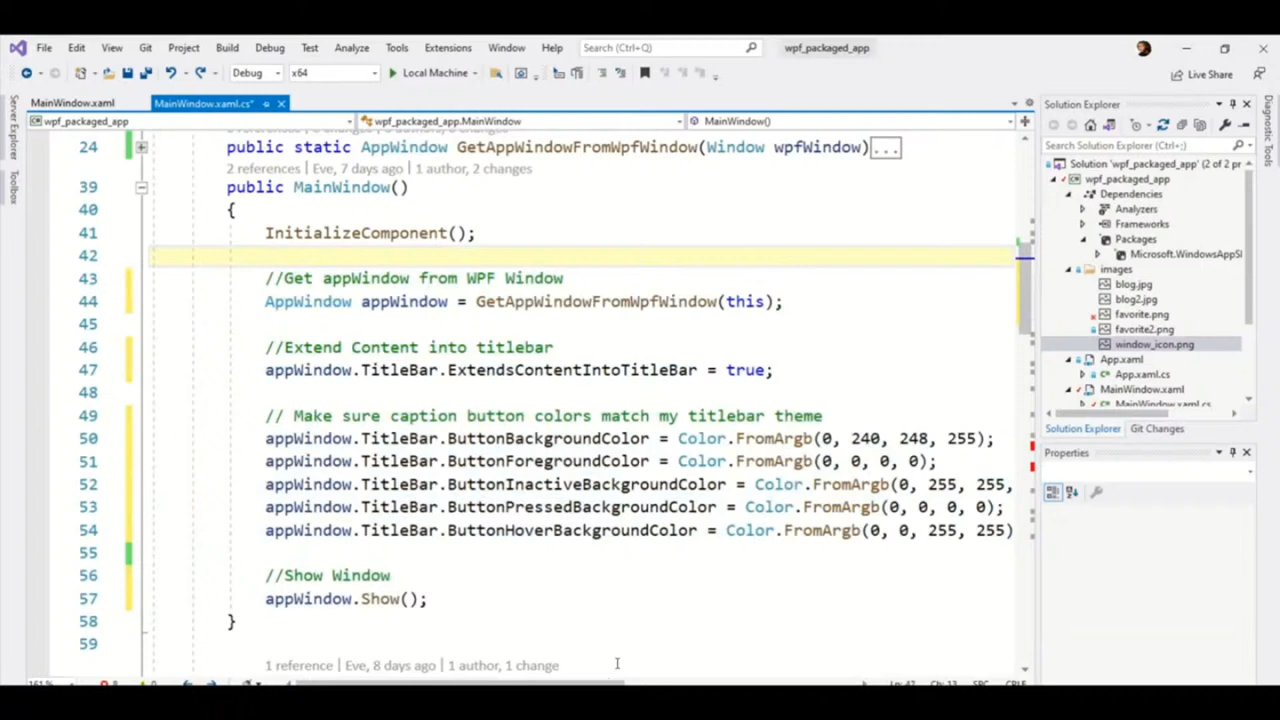 File Edit View Git Project Build Debug Test Analyze Tools Extensions Window Help Search (Ctrl+Q) wpf_packaged_app
Debug x64 Local Machine Live Share
Server Explorer
Toolbox
MainWindow.xaml MainWindow.xaml.cs*
wpf_packaged_app wpf_packaged_app.MainWindow MainWindow()
24 public static AppWindow GetAppWindowFromWpfWindow(Window wpfWindow)...
2 references | Eve, 7 days ago | 1 author, 2 changes
39 public MainWindow()
40 {
41 InitializeComponent();
42
43 //Get appWindow from WPF Window
44 AppWindow appWindow = GetAppWindowFromWpfWindow(this);
45
46 //Extend Content into titlebar
47 appWindow.TitleBar.ExtendsContentIntoTitleBar = true;
48
49 // Make sure caption button colors match my titlebar theme
50 appWindow.TitleBar.ButtonBackgroundColor = Color.FromArgb(0, 240, 248, 255);
51 appWindow.TitleBar.ButtonForegroundColor = Color.FromArgb(0, 0, 0, 0);
52 appWindow.TitleBar.ButtonInactiveBackgroundColor = Color.FromArgb(0, 255, 255,
53 appWindow.TitleBar.ButtonPressedBackgroundColor = Color.FromArgb(0, 0, 0, 0);
54 appWindow.TitleBar.ButtonHoverBackgroundColor = Color.FromArgb(0, 0, 255, 255)
55
56 //Show Window
57 appWindow.Show();
58 }
59
1 reference | Eve, 8 days ago | 1 author, 1 change
Solution Explorer
Search Solution Explorer (Ctrl+;)
Solution 'wpf_packaged_app' (2 of 2 pr
wpf_packaged_app
Dependencies
Analyzers
Frameworks
Packages
Microsoft.WindowsAppS
images
blog.jpg
blog2.jpg
favorite.png
favorite2.png
window_icon.png
App.xaml
App.xaml.cs
MainWindow.xaml
MainWindow.xaml.cs
Solution Explorer Git Changes
Properties
Diagnostic Tools